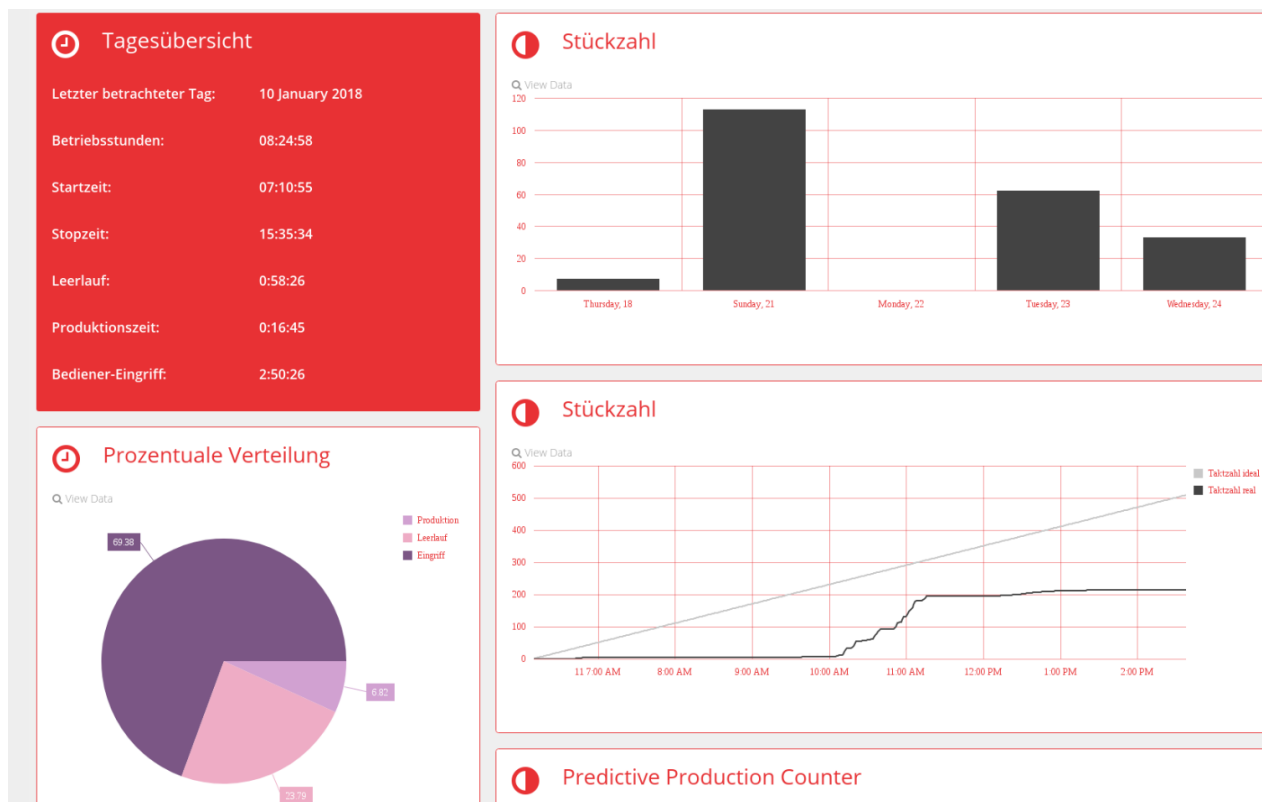 Tagesübersicht
Letzter betrachteter Tag: 10 January 2018
Betriebsstunden: 08:24:58
Startzeit: 07:10:55
Stopzeit: 15:35:34
Leerlauf: 0:58:26
Produktionszeit: 0:16:45
Bediener-Eingriff: 2:50:26
Prozentuale Verteilung
View Data
Produktion
Leerlauf
Eingriff
69.38
6.82
23.79
Stückzahl
View Data
120
100
80
60
40
20
0
Thursday, 18 Sunday, 21 Monday, 22 Tuesday, 23 Wednesday, 24
Stückzahl
View Data
600
500
400
300
200
100
0
Taktzahl ideal
Taktzahl real
11 7:00 AM 8:00 AM 9:00 AM 10:00 AM 11:00 AM 12:00 PM 1:00 PM 2:00 PM
Predictive Production Counter